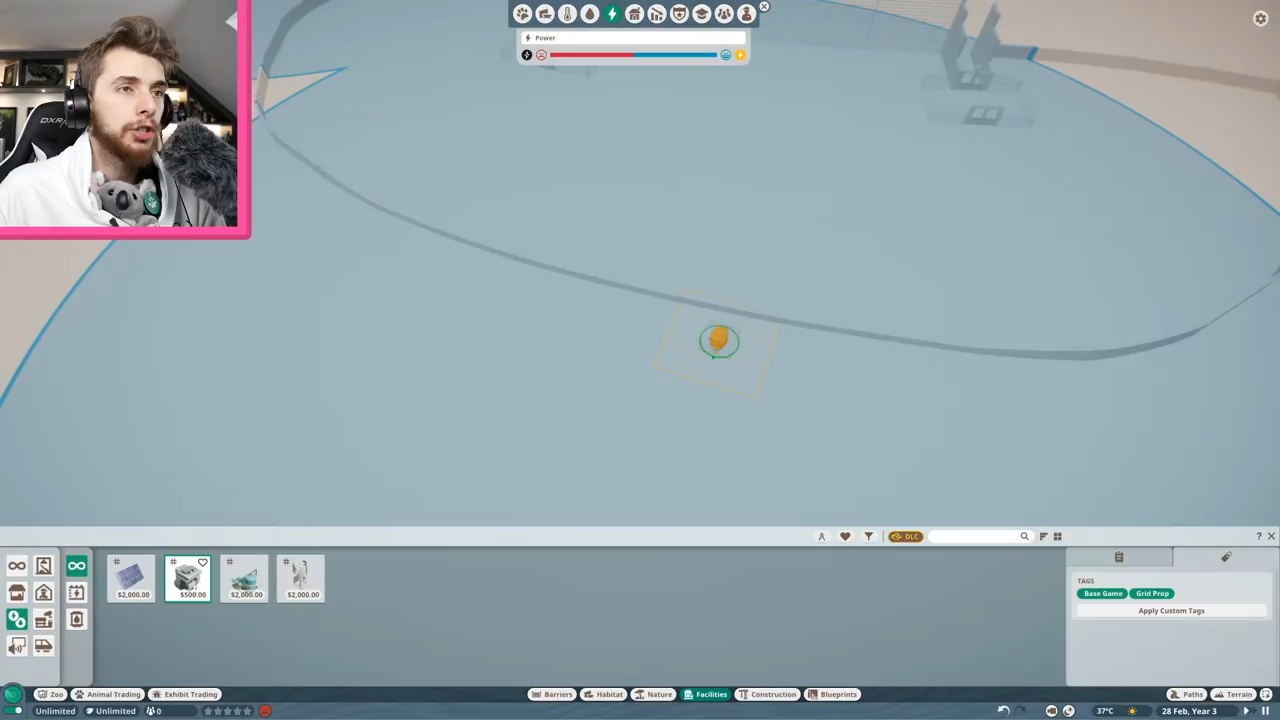 Power
DXR
DLC
$2,000.00
$500.00
$2,000.00
$2,000.00
TAGS
Base Game
Grid Prop
Apply Custom Tags
Zoo
Animal Trading
Exhibit Trading
Barriers
Habitat
Nature
Facilities
Construction
Blueprints
Paths
Terrain
Unlimited
Unlimited
0
37°C
28 Feb, Year 3